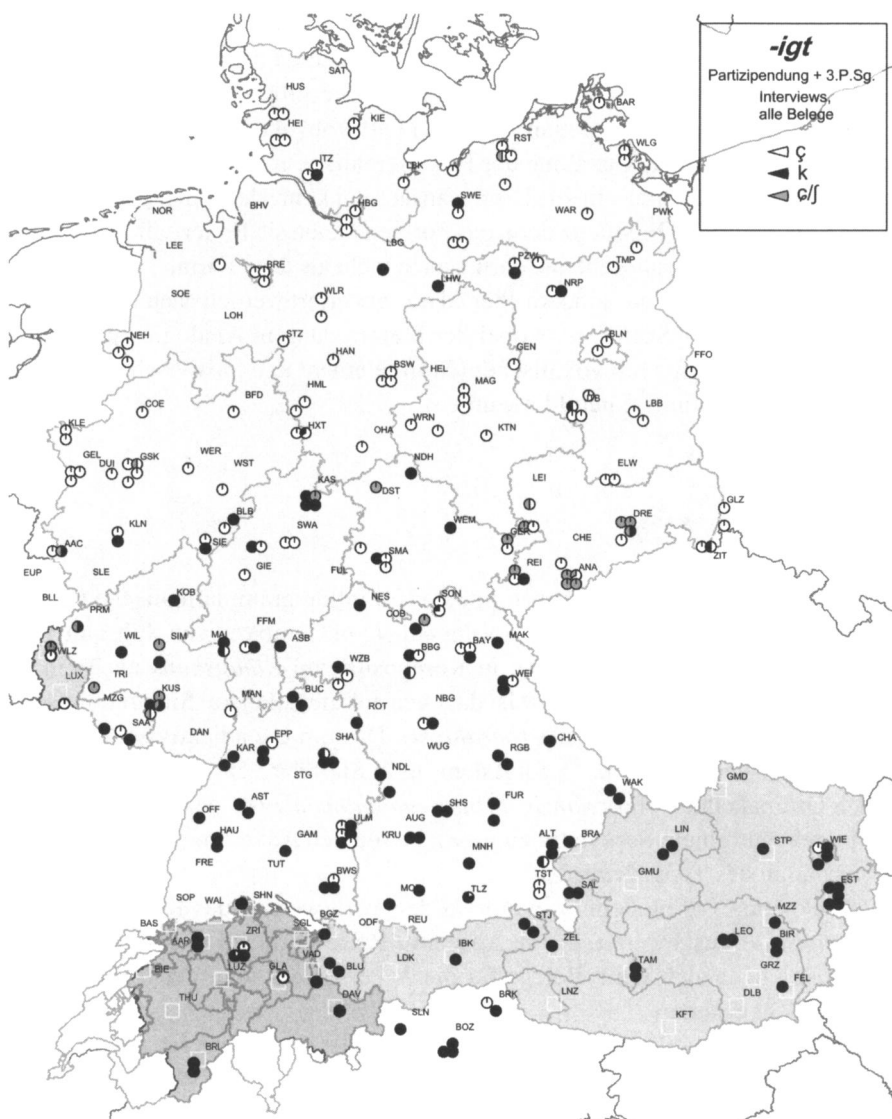 -igt
Partizipendung + 3.P.Sg.
Interviews,
alle Belege
ç
k
ɕ/ʃ
SAT
HUS
BAR
KIE
HEI
RST
WLG
ITZ
LBK
SWE
HBG
NOR
BHV
WAR
PWK
LEE
LBG
BRE
PZW
TMP
SOE
LHW
NRP
WLR
LOH
NEH
STZ
BLN
HAN
GEN
BSW
HEL
FFO
MAG
HML
COE
BFD
JB
LBB
KLE
WRN
HXT
KTN
OHA
WER
GEL
DUI
GSK
WST
NDH
ELW
LEI
KAS
DST
GLZ
BLB
DRE
KLN
SWA
WEM
GER
CHE
AAC
SIE
SMA
ZIT
EUP
SLE
GIE
FUL
REI
ANA
BLL
KOB
NES
SON
PRM
COB
FFM
WIL
SIM
MAI
ASB
BBG
BAY
MAK
WLZ
WZB
TRI
WEI
LUX
KUS
BUC
MZG
MAN
NBG
SAA
ROT
DAN
EPP
SHA
WUG
CHA
KAR
RGB
STG
NDL
WAK
GMD
AST
SHS
FUR
OFF
ULM
AUG
LIN
STP
WIE
HAU
GAM
KRU
ALT
BRA
FRE
TUT
MNH
BWS
TST
GMU
EST
SOP
WAL
SHN
MOO
TLZ
SAL
BAS
BGZ
ODF
REU
STJ
MZZ
ZRI
SGL
AAR
LEO
BIR
VAD
IBK
ZEL
BIE
LUZ
GLA
BLU
LDK
TAM
GRZ
FEL
THU
DAV
BRK
LNZ
DLB
SLN
BOZ
KFT
BRI